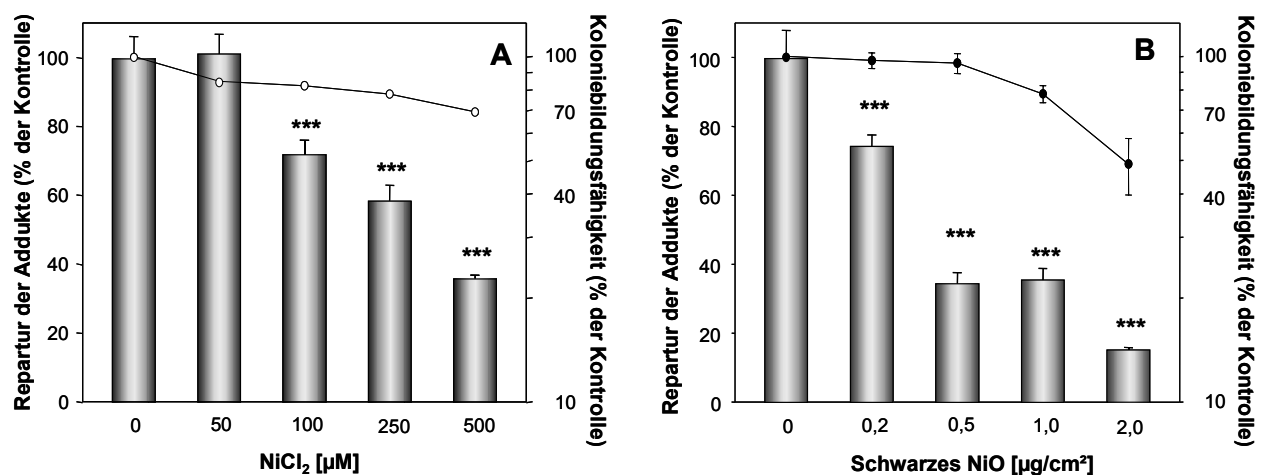 Repartur der Addukte (% der Kontrolle)
100
80
60
40
20
0
A
***
***
***
100
70
40
10
Koloniebildungsfähigkeit (% der Kontrolle)
0 50 100 250 500
NiCl₂ [µM]
Repartur der Addukte (% der Kontrolle)
100
80
60
40
20
0
B
***
***
***
***
100
70
40
10
Koloniebildungsfähigkeit (% der Kontrolle)
0 0,2 0,5 1,0 2,0
Schwarzes NiO [µg/cm²]